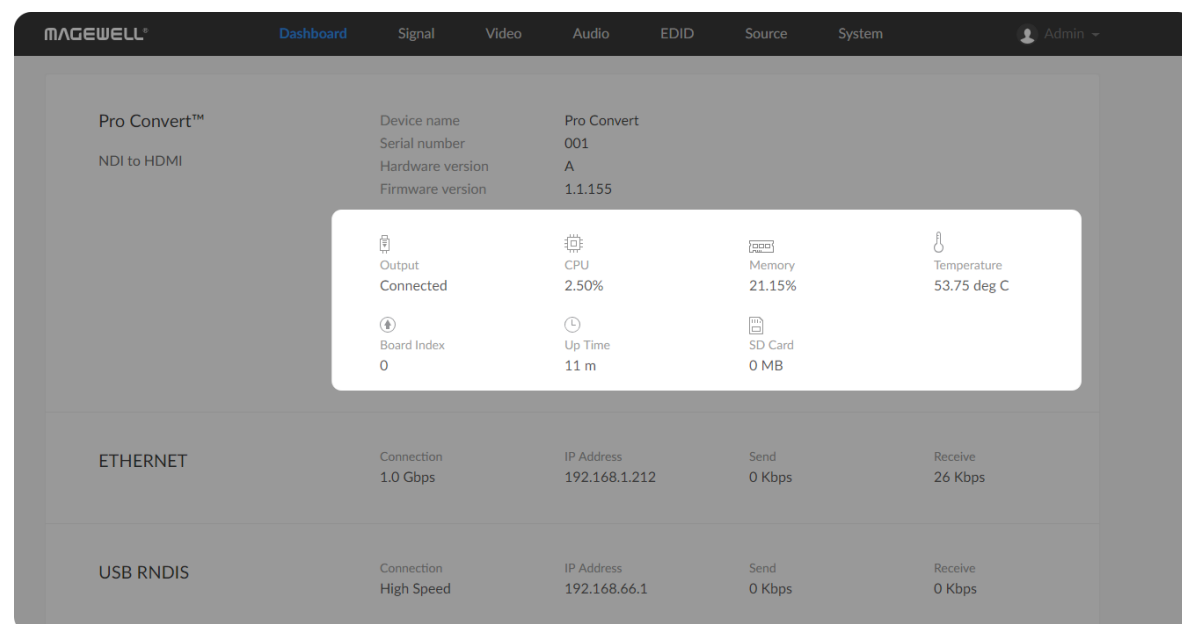 MAGEWELL® Dashboard Signal Video Audio EDID Source System Admin
Pro Convert™ Device name Pro Convert
Serial number 001
NDI to HDMI Hardware version A
Firmware version 1.1.155
Output CPU Memory Temperature
Connected 2.50% 21.15% 53.75 deg C
Board Index Up Time SD Card
0 11 m 0 MB
ETHERNET Connection IP Address Send Receive
1.0 Gbps 192.168.1.212 0 Kbps 26 Kbps
USB RNDIS Connection IP Address Send Receive
High Speed 192.168.66.1 0 Kbps 0 Kbps